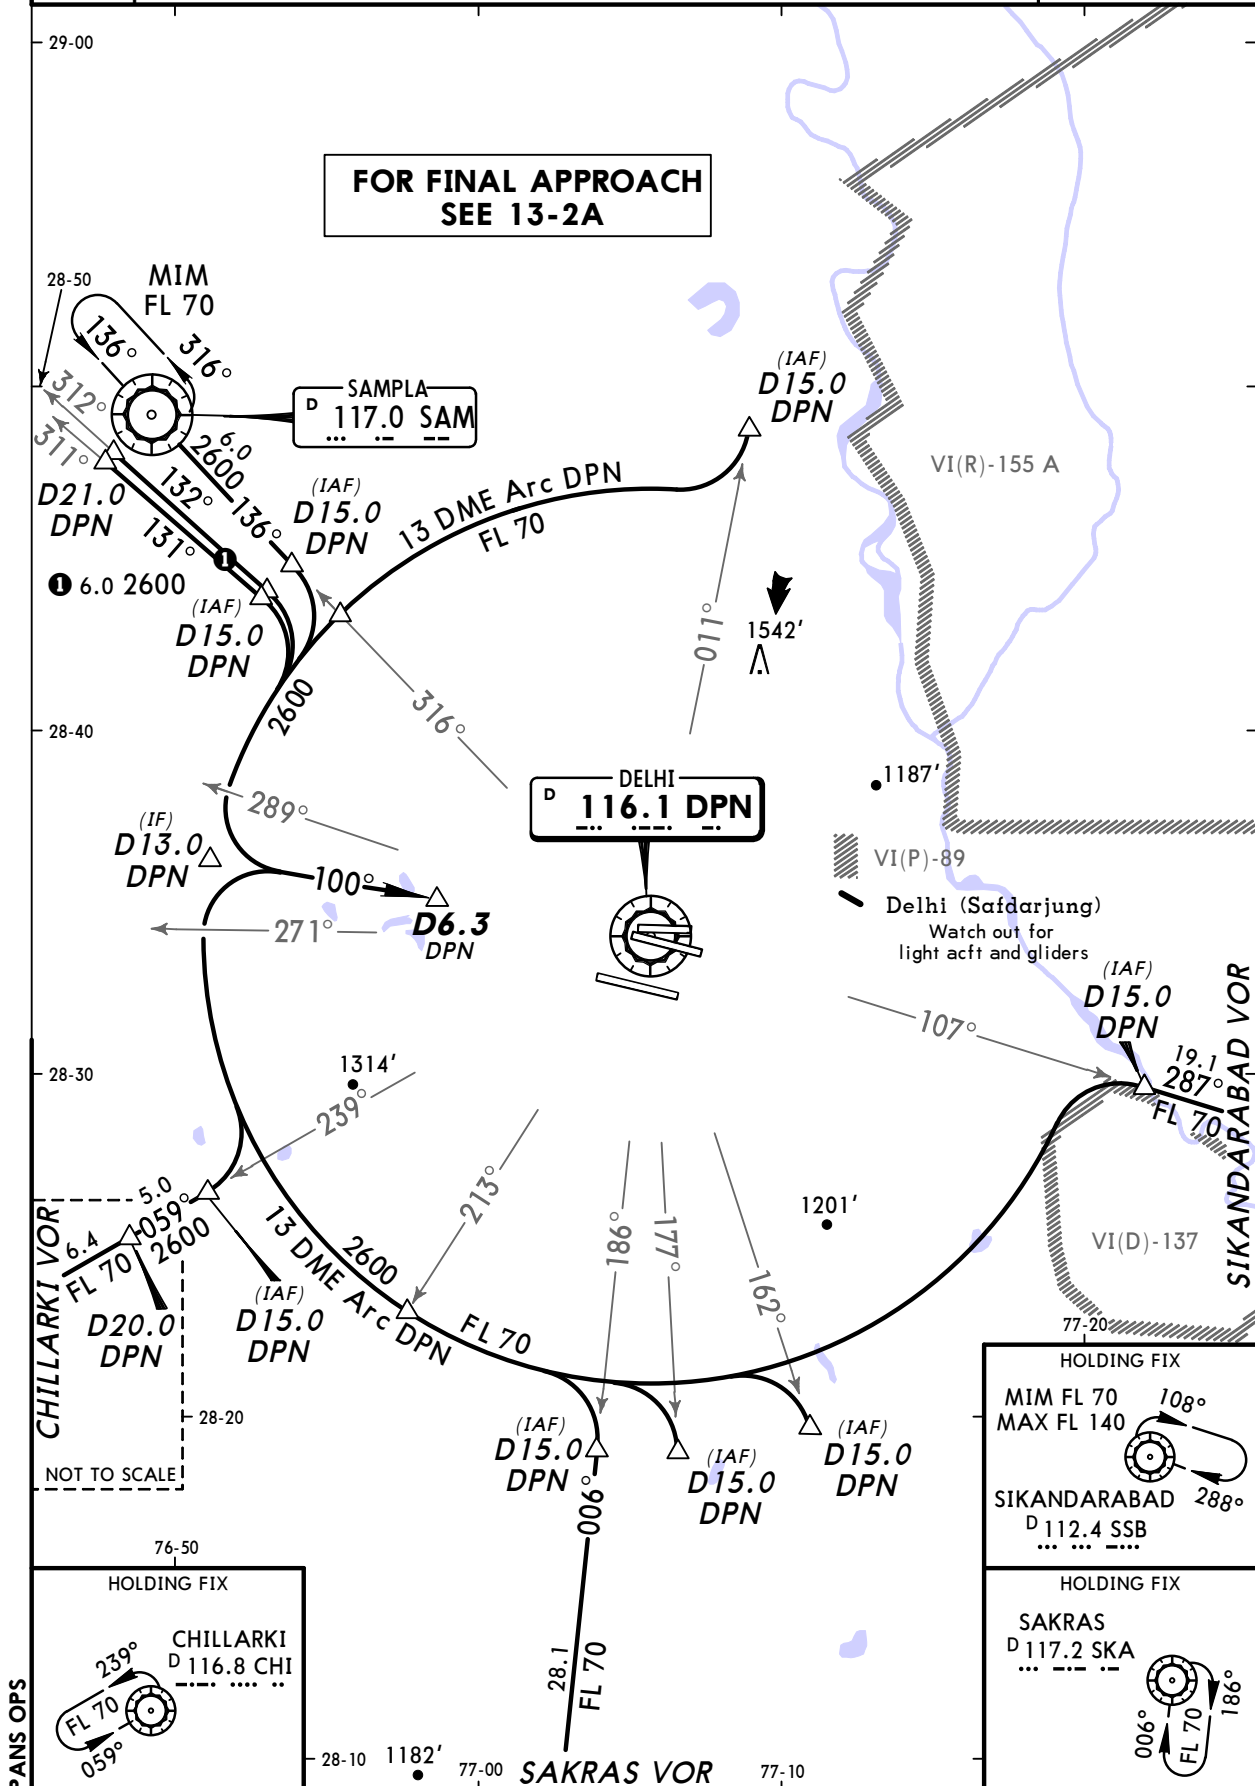 29-00
FOR FINAL APPROACH
SEE 13-2A
28-50
MIM
FL 70
136°
316°
SAMPLA
D 117.0 SAM
312°
311°
6.0
2600
136°
D21.0
DPN
132°
131°
1
1 6.0 2600
(IAF)
D15.0
DPN
(IAF)
D15.0
DPN
13 DME Arc DPN
FL 70
(IAF)
D15.0
DPN
011°
1542'
VI(R)-155 A
2600
316°
28-40
289°
DELHI
D 116.1 DPN
1187'
VI(P)-89
(IF)
D13.0
DPN
100°
D6.3
DPN
271°
Delhi (Safdarjung)
Watch out for
light acft and gliders
(IAF)
D15.0
DPN
107°
19.1
287°
FL 70
SIKANDARABAD VOR
28-30
1314'
239°
213°
186°
177°
162°
1201'
VI(D)-137
5.0
059°
2600
6.4
FL 70
CHILLARKI VOR
D20.0
DPN
(IAF)
D15.0
DPN
13 DME Arc DPN
2600
FL 70
77-20
28-20
NOT TO SCALE
(IAF)
D15.0
DPN
(IAF)
D15.0
DPN
(IAF)
D15.0
DPN
006°
28.1
FL 70
HOLDING FIX
MIM FL 70
MAX FL 140
108°
288°
SIKANDARABAD
D 112.4 SSB
76-50
HOLDING FIX
CHILLARKI
D 116.8 CHI
239°
FL 70
059°
HOLDING FIX
SAKRAS
D 117.2 SKA
006°
FL 70
186°
PANS OPS
28-10
1182'
77-00
SAKRAS VOR
77-10